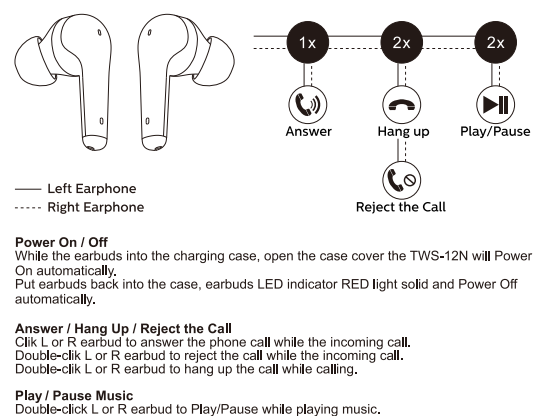 1x 2x 2x
Answer Hang up Play/Pause
Left Earphone
Right Earphone
Reject the Call
Power On / Off
While the earbuds into the charging case, open the case cover the TWS-12N will Power
On automatically.
Put earbuds back into the case, earbuds LED indicator RED light solid and Power Off
automatically.
Answer / Hang Up / Reject the Call
Clik L or R earbud to answer the phone call while the incoming call.
Double-clik L or R earbud to reject the call while the incoming call.
Double-clik L or R earbud to hang up the call while calling.
Play / Pause Music
Double-click L or R earbud to Play/Pause while playing music.